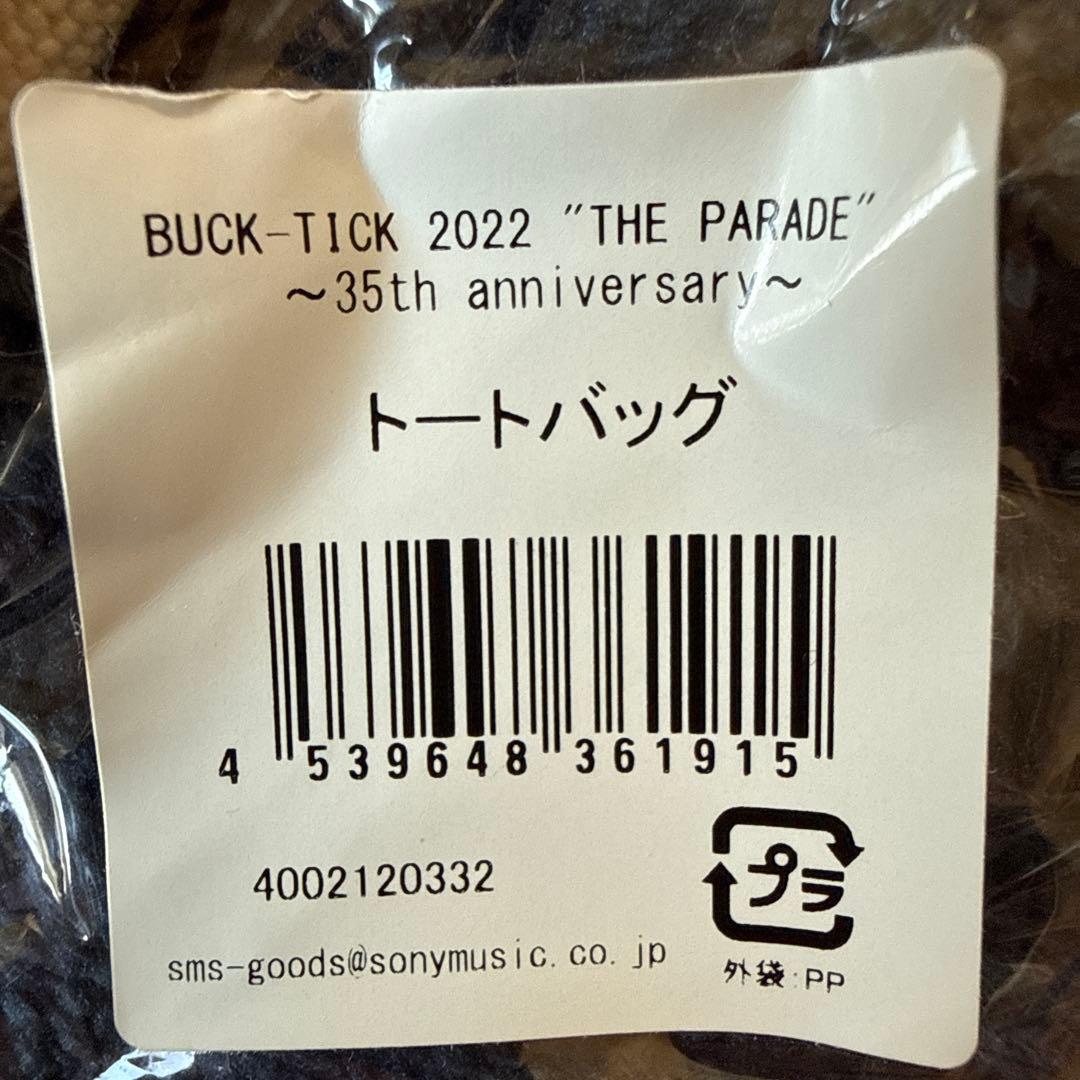 BUCK-TICK 2022 "THE PARADE"
～35th anniversary～
トートバッグ
4 539648 361915
4002120332
プラ
sms-goods@sonymusic.co.jp
外袋:PP